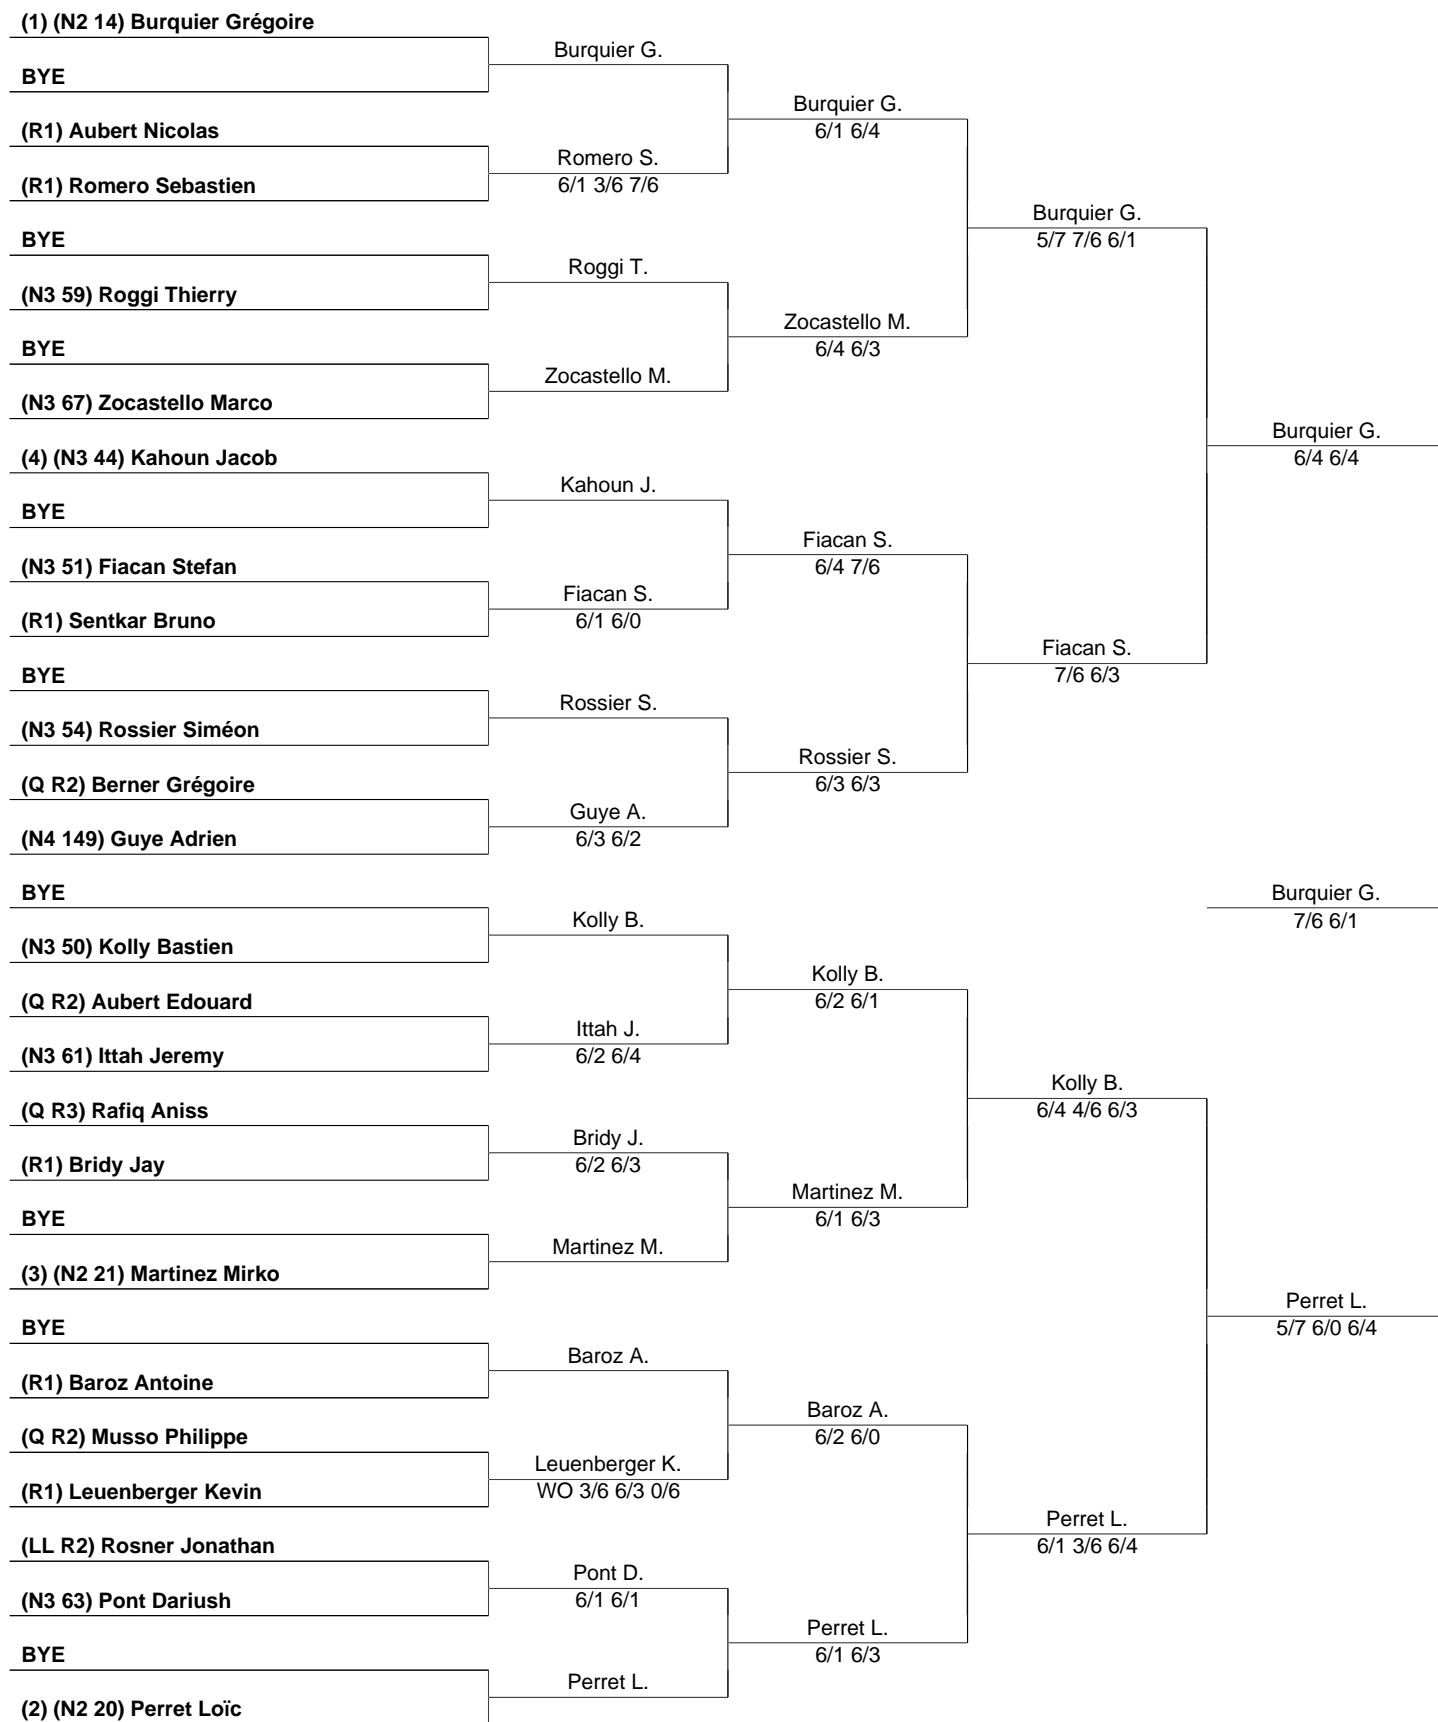 (1) (N2 14) Burquier Grégoire
BYE
(R1) Aubert Nicolas
(R1) Romero Sebastien
BYE
(N3 59) Roggi Thierry
BYE
(N3 67) Zocastello Marco
(4) (N3 44) Kahoun Jacob
BYE
(N3 51) Fiacan Stefan
(R1) Sentkar Bruno
BYE
(N3 54) Rossier Siméon
(Q R2) Berner Grégoire
(N4 149) Guye Adrien
BYE
(N3 50) Kolly Bastien
(Q R2) Aubert Edouard
(N3 61) Ittah Jeremy
(Q R3) Rafiq Aniss
(R1) Bridy Jay
BYE
(3) (N2 21) Martinez Mirko
BYE
(R1) Baroz Antoine
(Q R2) Musso Philippe
(R1) Leuenberger Kevin
(LL R2) Rosner Jonathan
(N3 63) Pont Dariush
BYE
(2) (N2 20) Perret Loïc
Burquier G.
Romero S.
6/1 3/6 7/6
Roggi T.
Zocastello M.
Kahoun J.
Fiacan S.
6/1 6/0
Rossier S.
Guye A.
6/3 6/2
Kolly B.
Ittah J.
6/2 6/4
Bridy J.
6/2 6/3
Martinez M.
Baroz A.
Leuenberger K.
WO 3/6 6/3 0/6
Pont D.
6/1 6/1
Perret L.
Burquier G.
6/1 6/4
Zocastello M.
6/4 6/3
Fiacan S.
6/4 7/6
Rossier S.
6/3 6/3
Kolly B.
6/2 6/1
Martinez M.
6/1 6/3
Baroz A.
6/2 6/0
Perret L.
6/1 6/3
Burquier G.
5/7 7/6 6/1
Fiacan S.
7/6 6/3
Kolly B.
6/4 4/6 6/3
Perret L.
6/1 3/6 6/4
Burquier G.
6/4 6/4
Burquier G.
7/6 6/1
Perret L.
5/7 6/0 6/4